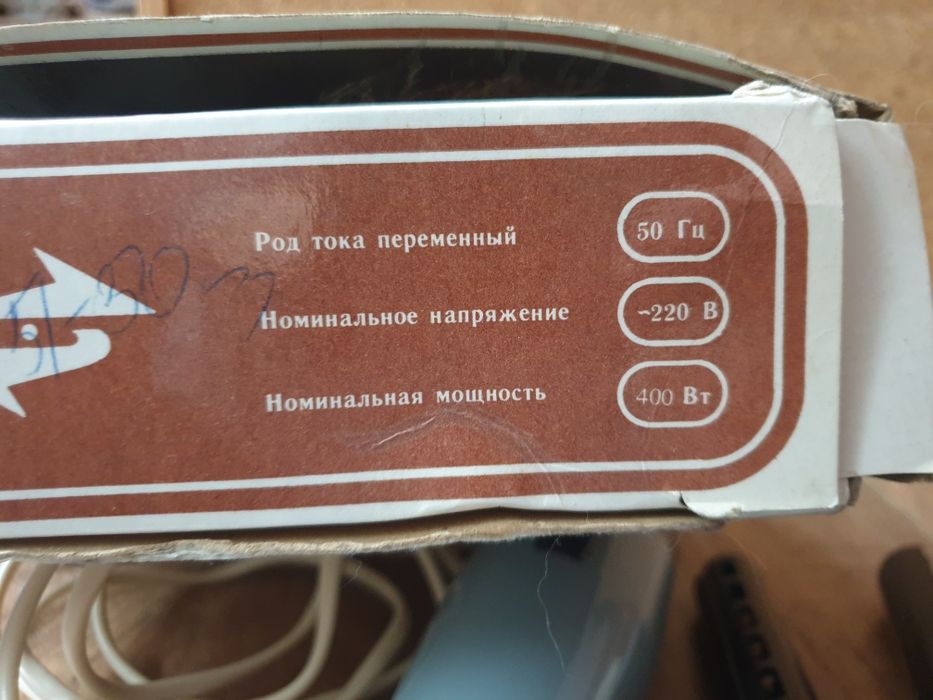 Род тока переменный 50 Гц
Номинальное напряжение ~220 В
Номинальная мощность 400 Вт